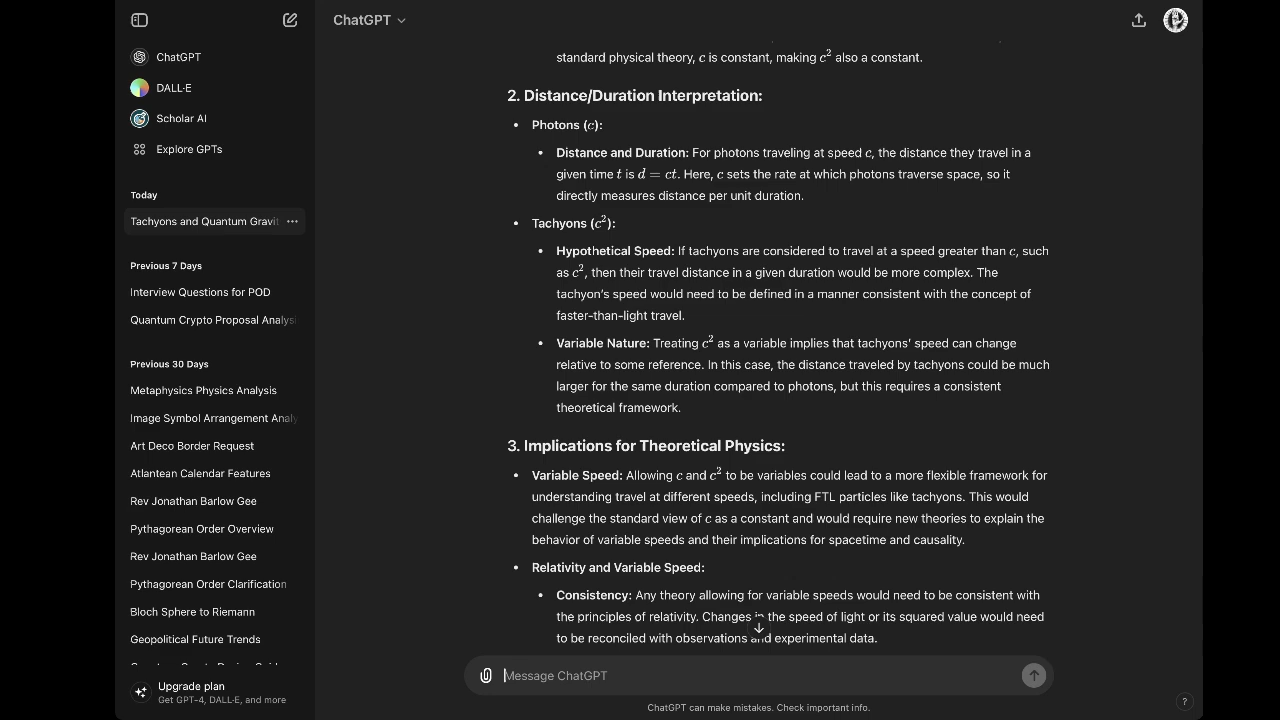 ChatGPT
ChatGPT
DALL·E
Scholar AI
Explore GPTs
Today
Tachyons and Quantum Gravit
Previous 7 Days
Interview Questions for POD
Quantum Crypto Proposal Analysi
Previous 30 Days
Metaphysics Physics Analysis
Image Symbol Arrangement Analy
Art Deco Border Request
Atlantean Calendar Features
Rev Jonathan Barlow Gee
Pythagorean Order Overview
Rev Jonathan Barlow Gee
Pythagorean Order Clarification
Bloch Sphere to Riemann
Geopolitical Future Trends
Upgrade plan
Get GPT-4, DALL·E, and more
standard physical theory, c is constant, making c² also a constant.
2. Distance/Duration Interpretation:
• Photons (c):
• Distance and Duration: For photons traveling at speed c, the distance they travel in a
given time t is d = ct. Here, c sets the rate at which photons traverse space, so it
directly measures distance per unit duration.
• Tachyons (c²):
• Hypothetical Speed: If tachyons are considered to travel at a speed greater than c, such
as c², then their travel distance in a given duration would be more complex. The
tachyon's speed would need to be defined in a manner consistent with the concept of
faster-than-light travel.
• Variable Nature: Treating c² as a variable implies that tachyons' speed can change
relative to some reference. In this case, the distance traveled by tachyons could be much
larger for the same duration compared to photons, but this requires a consistent
theoretical framework.
3. Implications for Theoretical Physics:
• Variable Speed: Allowing c and c² to be variables could lead to a more flexible framework for
understanding travel at different speeds, including FTL particles like tachyons. This would
challenge the standard view of c as a constant and would require new theories to explain the
behavior of variable speeds and their implications for spacetime and causality.
• Relativity and Variable Speed:
• Consistency: Any theory allowing for variable speeds would need to be consistent with
the principles of relativity. Changes in the speed of light or its squared value would need
to be reconciled with observations and experimental data.
Message ChatGPT
ChatGPT can make mistakes. Check important info.
?